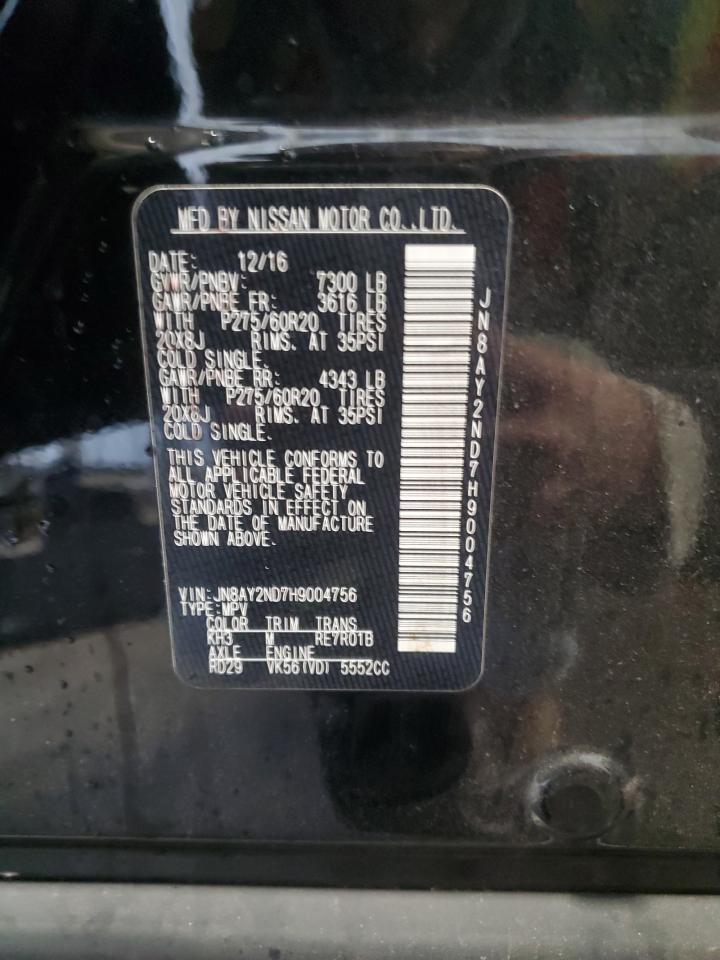 MFD BY NISSAN MOTOR CO.,LTD.
DATE: 12/16
GVWR/PNBV: 7300 LB
GAWR/PNBE FR: 3616 LB
WITH P275/60R20 TIRES
20X8J RIMS. AT 35PSI
COLD SINGLE.
GAWR/PNBE RR: 4343 LB
WITH P275/60R20 TIRES
20X8J RIMS. AT 35PSI
COLD SINGLE.
THIS VEHICLE CONFORMS TO
ALL APPLICABLE FEDERAL
MOTOR VEHICLE SAFETY
STANDARDS IN EFFECT ON
THE DATE OF MANUFACTURE
SHOWN ABOVE.
VIN: JN8AY2ND7H9004756
TYPE: MPV
COLOR TRIM TRANS
KH3 M RE7R01B
AXLE ENGINE
RD29 VK56(VD) 5552CC
JN8AY2ND7H9004756